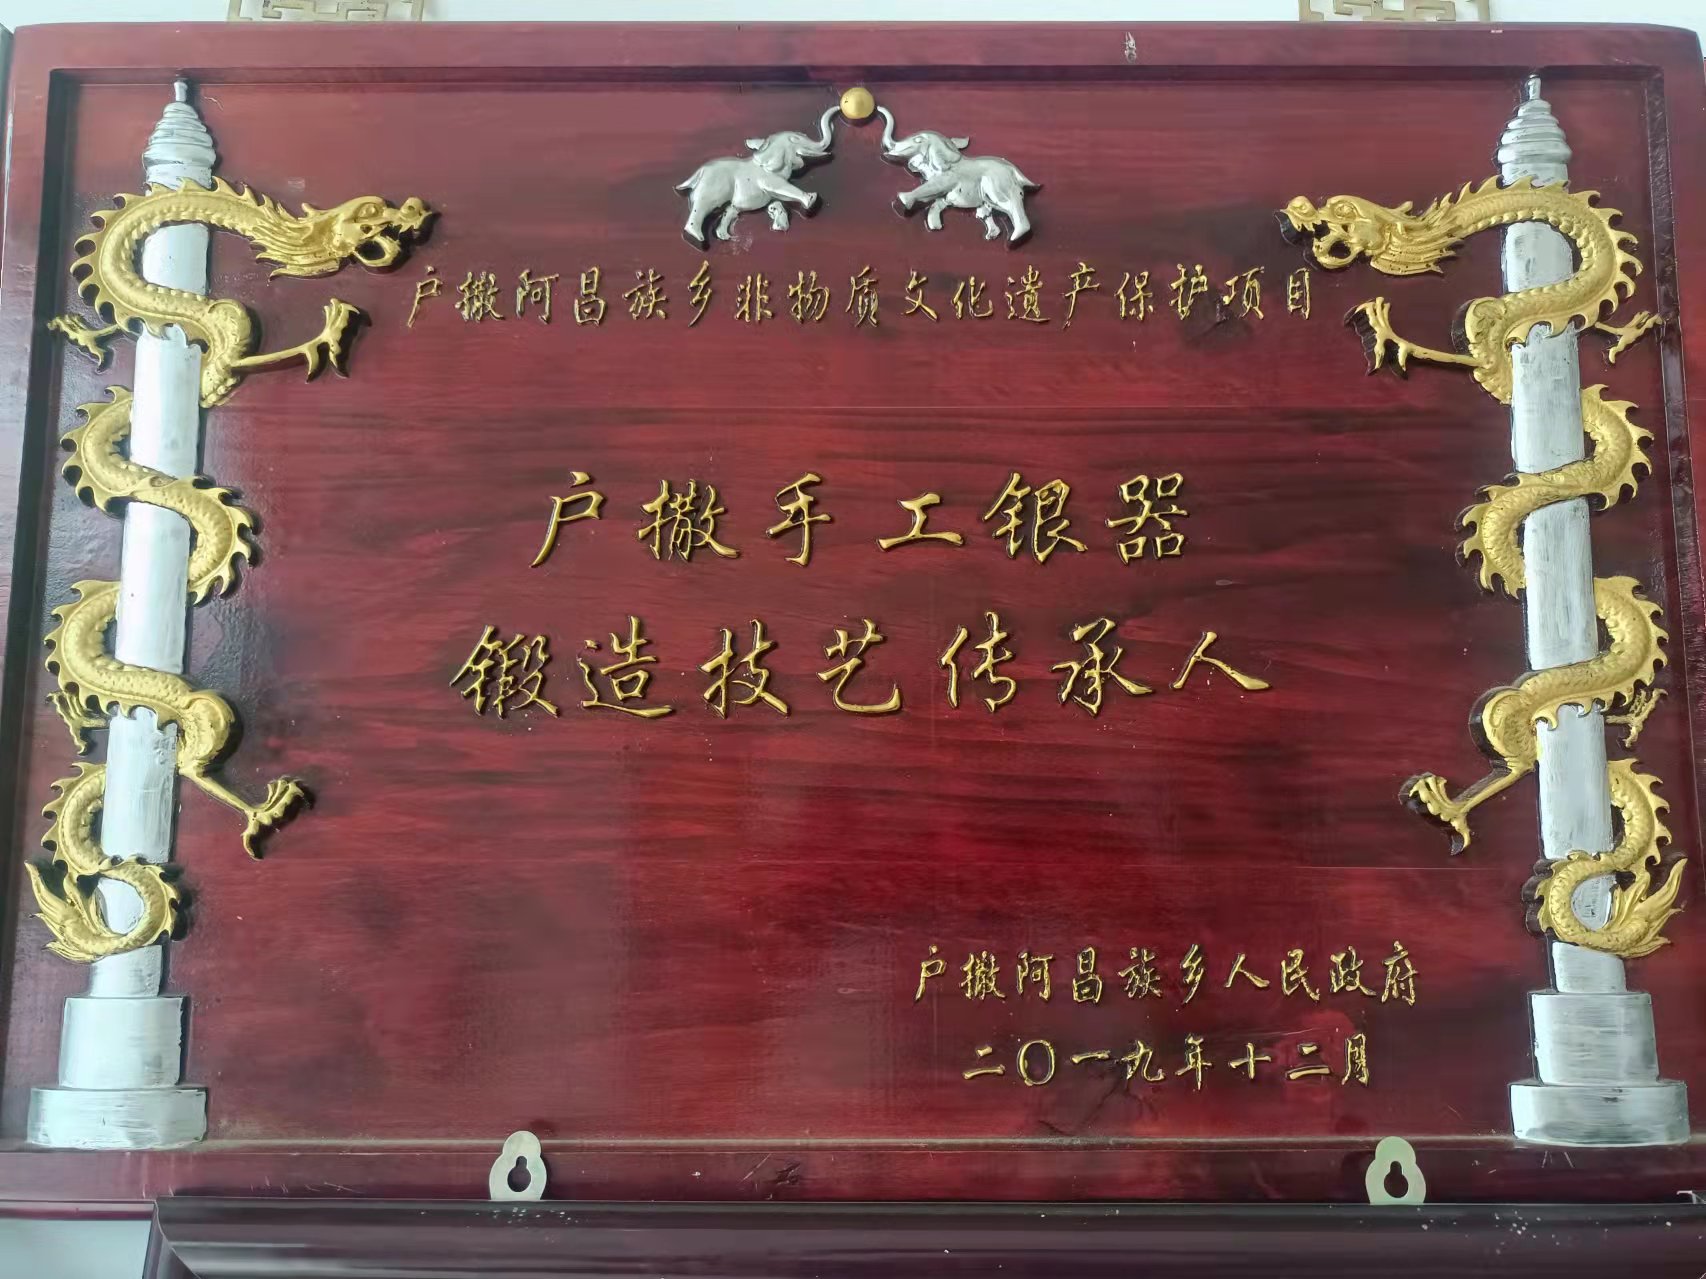 户撒阿昌族乡非物质文化遗产保护项目
户撒手工银器
锻造技艺传承人
户撒阿昌族乡人民政府
二〇一九年十二月